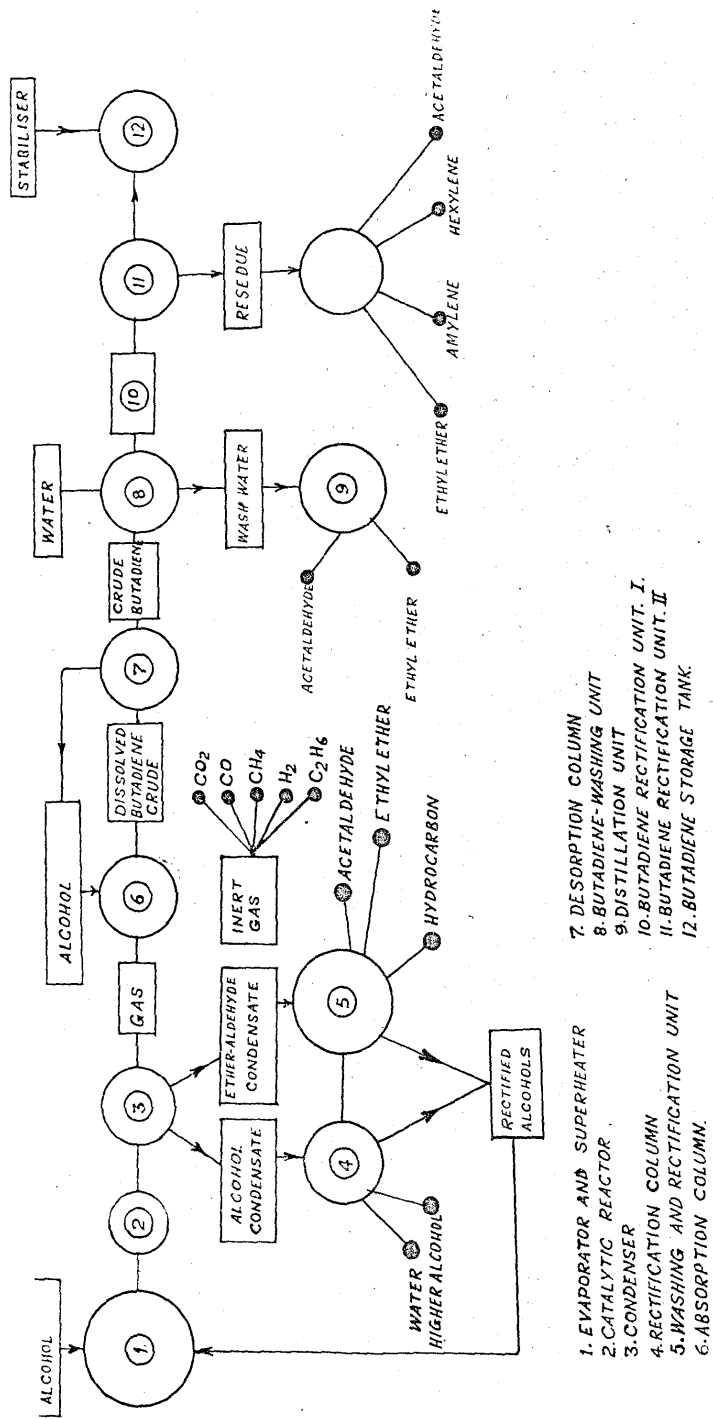 ALCOHOL
1.
2
3
GAS
ALCOHOL
6
DISSOLVED
BUTADIENE
CRUDE
7
CRUDE
BUTADIENE
WATER
8
10
11
STABILISER
12
ALCOHOL
CONDENSATE
ETHER-ALDEHYDE
CONDENSATE
INERT
GAS
CO2
CO
CH4
H2
C2H6
WASH WATER
RESEDUE
4
5
WATER
HIGHER ALCOHOL
ACETALDEHYDE
ETHYL ETHER
HYDROCARBON
RECTIFIED
ALCOHOLS
9
ACETALDEHYDE
ETHYL ETHER
ETHYL ETHER
AMYLENE
HEXYLENE
ACETALDEHYDE
1. EVAPORATOR AND SUPERHEATER
2. CATALYTIC REACTOR .
3. CONDENSER
4. RECTIFICATION COLUMN
5. WASHING AND RECTIFICATION UNIT
6. ABSORPTION COLUMN.
7. DESORPTION COLUMN
8. BUTADIENE-WASHING UNIT
9. DISTILLATION UNIT
10. BUTADIENE RECTIFICATION UNIT. I.
11. BUTADIENE RECTIFICATION UNIT. II
12. BUTADIENE STORAGE TANK.